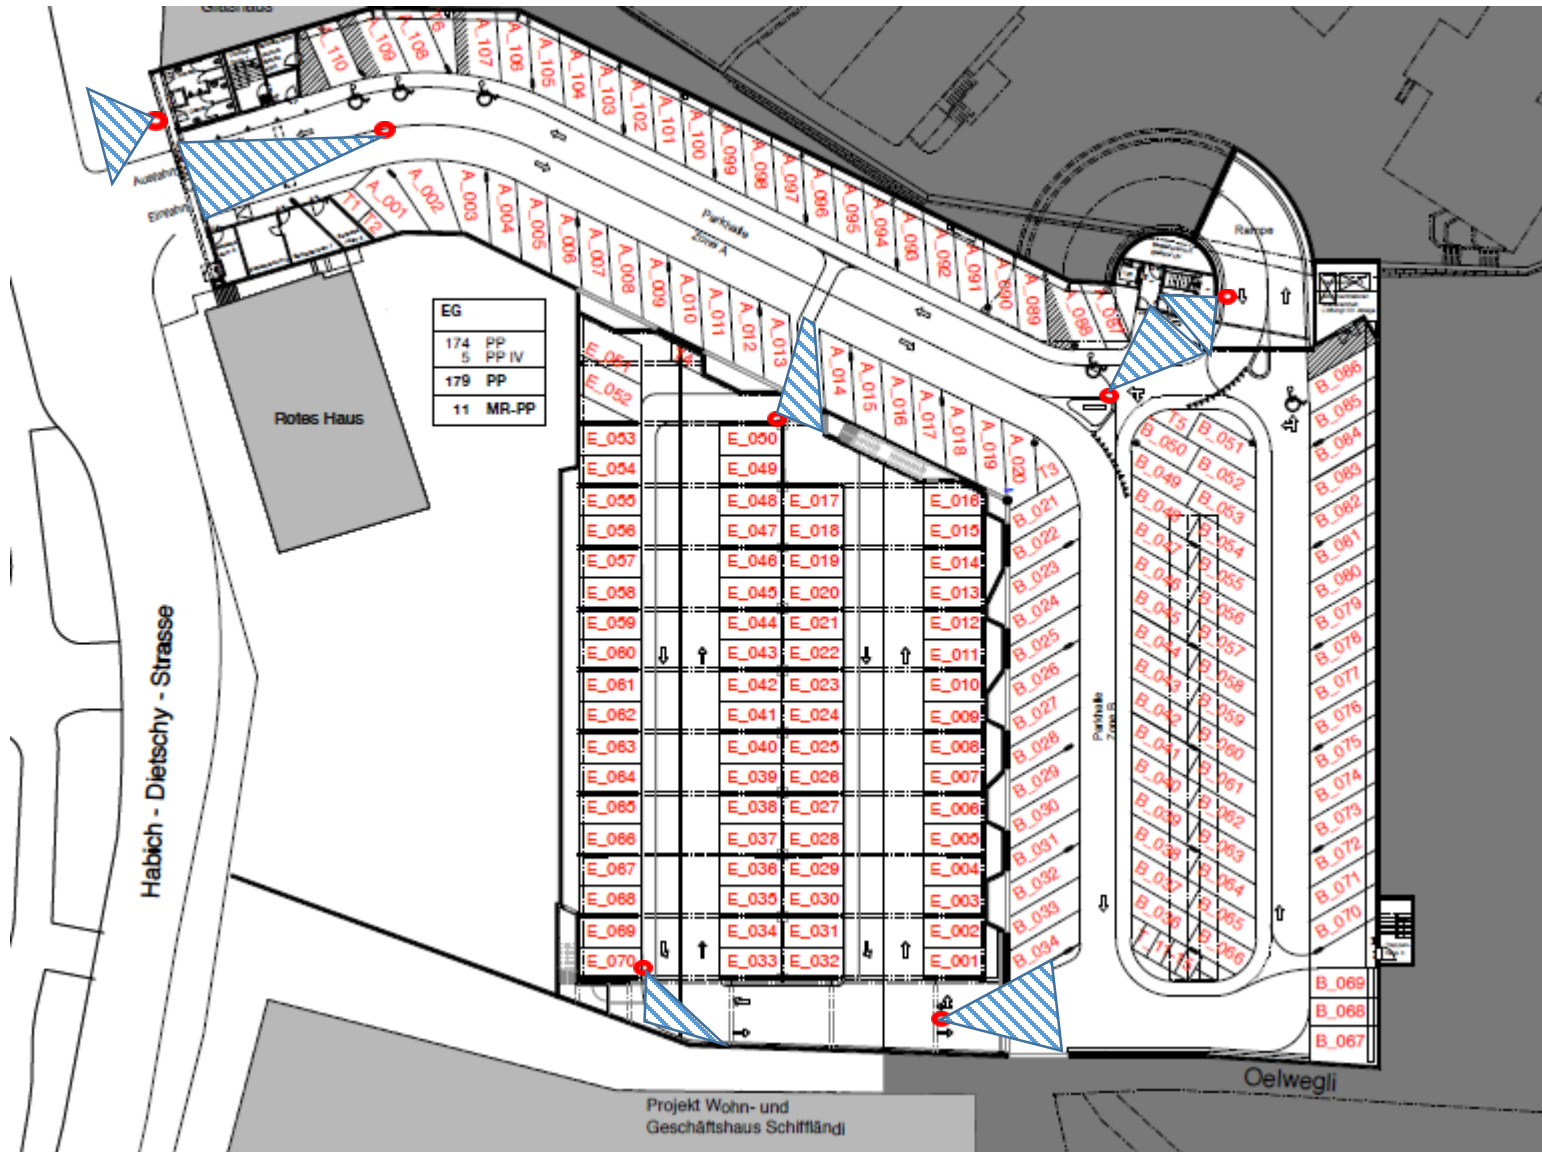 Glashaus
A_110
A_109
A_108
T6
A_107
A_106
A_105
A_104
A_103
A_102
A_101
A_100
A_099
A_098
A_097
A_096
A_095
A_094
A_093
A_092
A_091
A_090
A_089
A_088
A_087
Ausfahrt
Einfahrt
T1
T2
A_001
A_002
A_003
A_004
A_005
A_006
A_007
A_008
A_009
A_010
A_011
A_012
A_013
A_014
A_015
A_016
A_017
A_018
A_019
A_020
T3
Parkhalle
Zone A
Rampe
EG
174 PP
5 PP IV
179 PP
11 MR-PP
Rotes Haus
Habich - Dietschy - Strasse
E_051
E_052
E_053
E_054
E_055
E_056
E_057
E_058
E_059
E_060
E_061
E_062
E_063
E_064
E_065
E_066
E_067
E_068
E_069
E_070
E_050
E_049
E_048
E_047
E_046
E_045
E_044
E_043
E_042
E_041
E_040
E_039
E_038
E_037
E_036
E_035
E_034
E_033
E_017
E_018
E_019
E_020
E_021
E_022
E_023
E_024
E_025
E_026
E_027
E_028
E_029
E_030
E_031
E_032
E_016
E_015
E_014
E_013
E_012
E_011
E_010
E_009
E_008
E_007
E_006
E_005
E_004
E_003
E_002
E_001
B_021
B_022
B_023
B_024
B_025
B_026
B_027
B_028
B_029
B_030
B_031
B_032
B_033
B_034
Parkhalle
Zone B
T5
B_050
B_049
B_048
B_047
B_046
B_045
B_044
B_043
B_042
B_041
B_040
B_039
B_038
B_037
B_036
B_051
B_052
B_053
B_054
B_055
B_056
B_057
B_058
B_059
B_060
B_061
B_062
B_063
B_064
B_065
B_066
B_086
B_085
B_084
B_083
B_082
B_081
B_080
B_079
B_078
B_077
B_076
B_075
B_074
B_073
B_072
B_071
B_070
B_069
B_068
B_067
Oelwegli
Projekt Wohn- und
Geschäftshaus Schiffländi